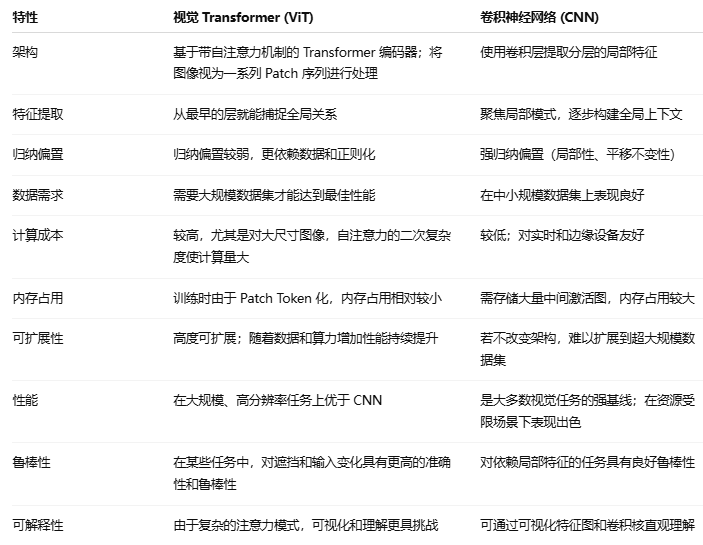 特性 视觉 Transformer (ViT) 卷积神经网络 (CNN)
架构 基于带自注意力机制的 Transformer 编码器；将 使用卷积层提取分层的局部特征
图像视为一系列 Patch 序列进行处理
特征提取 从最早的层就能捕捉全局关系 聚焦局部模式，逐步构建全局上下文
归纳偏置 归纳偏置较弱，更依赖数据和正则化 强归纳偏置（局部性、平移不变性）
数据需求 需要大规模数据集才能达到最佳性能 在中小规模数据集上表现良好
计算成本 较高，尤其是对大尺寸图像，自注意力的二次复杂 较低；对实时和边缘设备友好
度使计算量大
内存占用 训练时由于 Patch Token 化，内存占用相对较小 需存储大量中间激活图，内存占用较大
可扩展性 高度可扩展；随着数据和算力增加性能持续提升 若不改变架构，难以扩展到超大规模数
据集
性能 在大规模、高分辨率任务上优于 CNN 是大多数视觉任务的强基线；在资源受
限场景下表现出色
鲁棒性 在某些任务中，对遮挡和输入变化具有更高的准确 对依赖局部特征的任务具有良好鲁棒性
性和鲁棒性
可解释性 由于复杂的注意力模式，可视化和理解更具挑战 可通过可视化特征图和卷积核直观理解